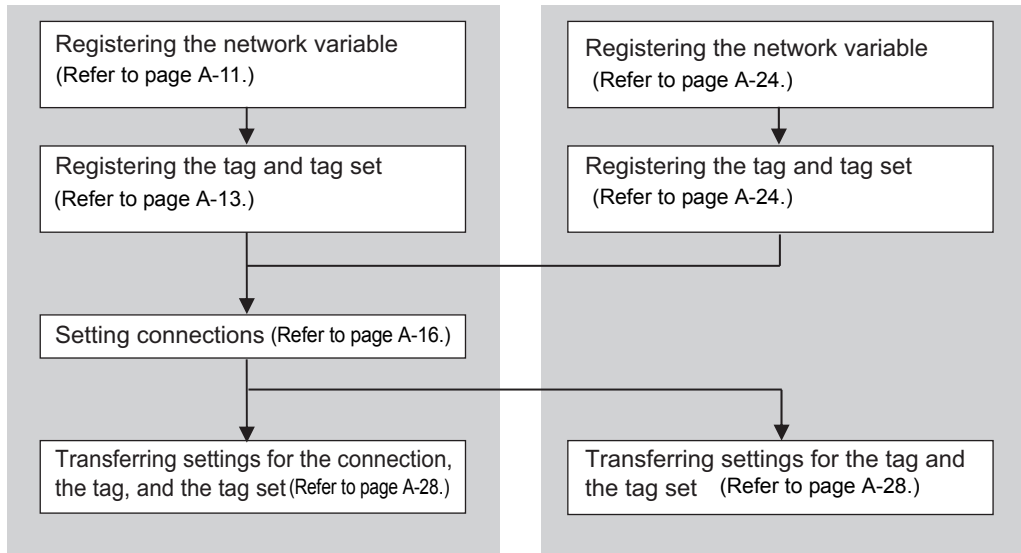 Registering the network variable
(Refer to page A-11.)
Registering the tag and tag set
(Refer to page A-13.)
Setting connections (Refer to page A-16.)
Transferring settings for the connection,
the tag, and the tag set (Refer to page A-28.)
Registering the network variable
(Refer to page A-24.)
Registering the tag and tag set
(Refer to page A-24.)
Transferring settings for the tag and
the tag set (Refer to page A-28.)